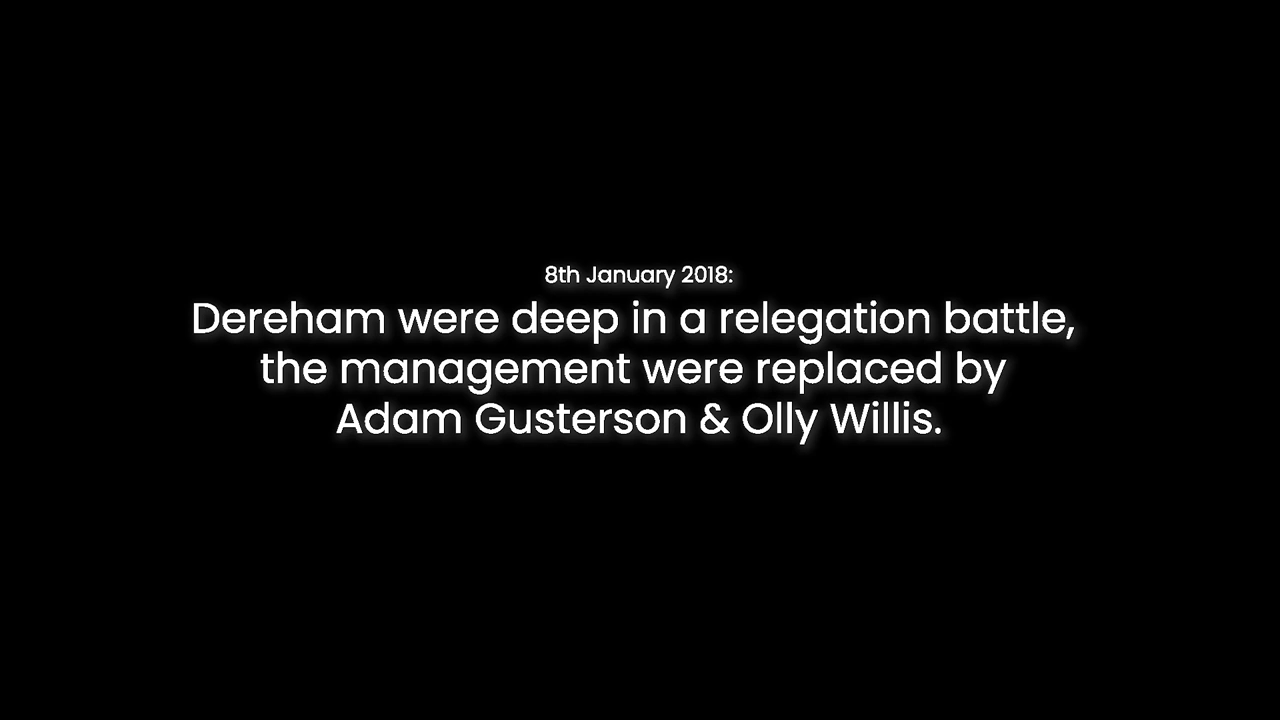 8th January 2018:
Dereham were deep in a relegation battle,
the management were replaced by
Adam Gusterson & Olly Willis.